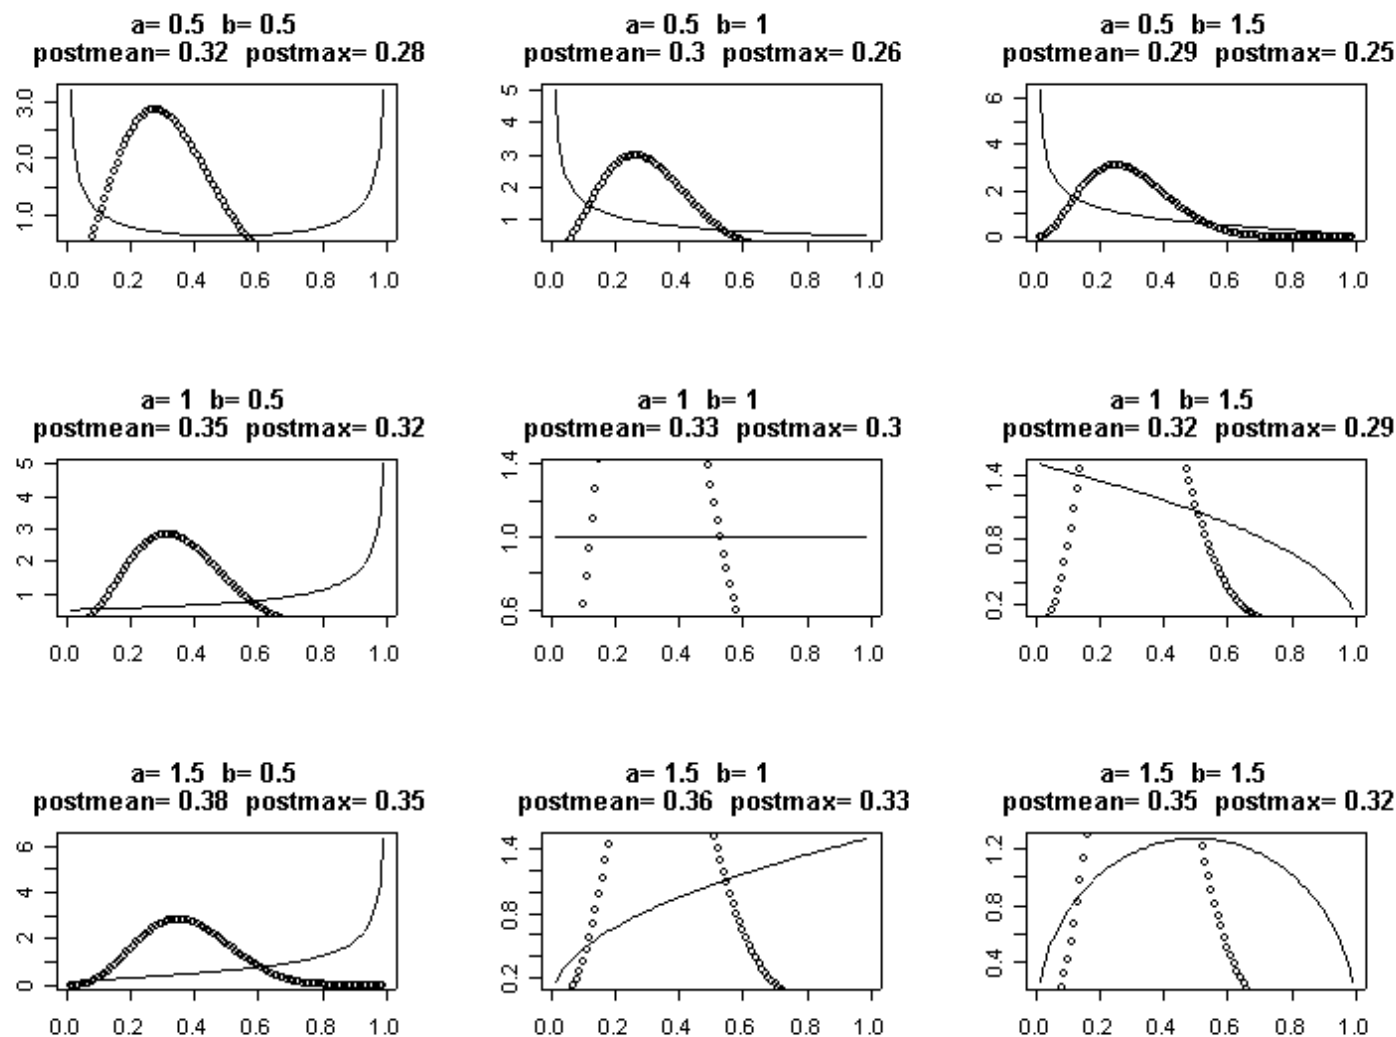 a= 0.5 b= 0.5
postmean= 0.32 postmax= 0.28
3.0
2.0
1.0
0.0 0.2 0.4 0.6 0.8 1.0
a= 0.5 b= 1
postmean= 0.3 postmax= 0.26
5
4
3
2
1
0.0 0.2 0.4 0.6 0.8 1.0
a= 0.5 b= 1.5
postmean= 0.29 postmax= 0.25
6
4
2
0
0.0 0.2 0.4 0.6 0.8 1.0
a= 1 b= 0.5
postmean= 0.35 postmax= 0.32
5
4
3
2
1
0.0 0.2 0.4 0.6 0.8 1.0
a= 1 b= 1
postmean= 0.33 postmax= 0.3
1.4
1.0
0.6
0.0 0.2 0.4 0.6 0.8 1.0
a= 1 b= 1.5
postmean= 0.32 postmax= 0.29
1.4
0.8
0.2
0.0 0.2 0.4 0.6 0.8 1.0
a= 1.5 b= 0.5
postmean= 0.38 postmax= 0.35
6
4
2
0
0.0 0.2 0.4 0.6 0.8 1.0
a= 1.5 b= 1
postmean= 0.36 postmax= 0.33
1.4
0.8
0.2
0.0 0.2 0.4 0.6 0.8 1.0
a= 1.5 b= 1.5
postmean= 0.35 postmax= 0.32
1.2
0.8
0.4
0.0 0.2 0.4 0.6 0.8 1.0